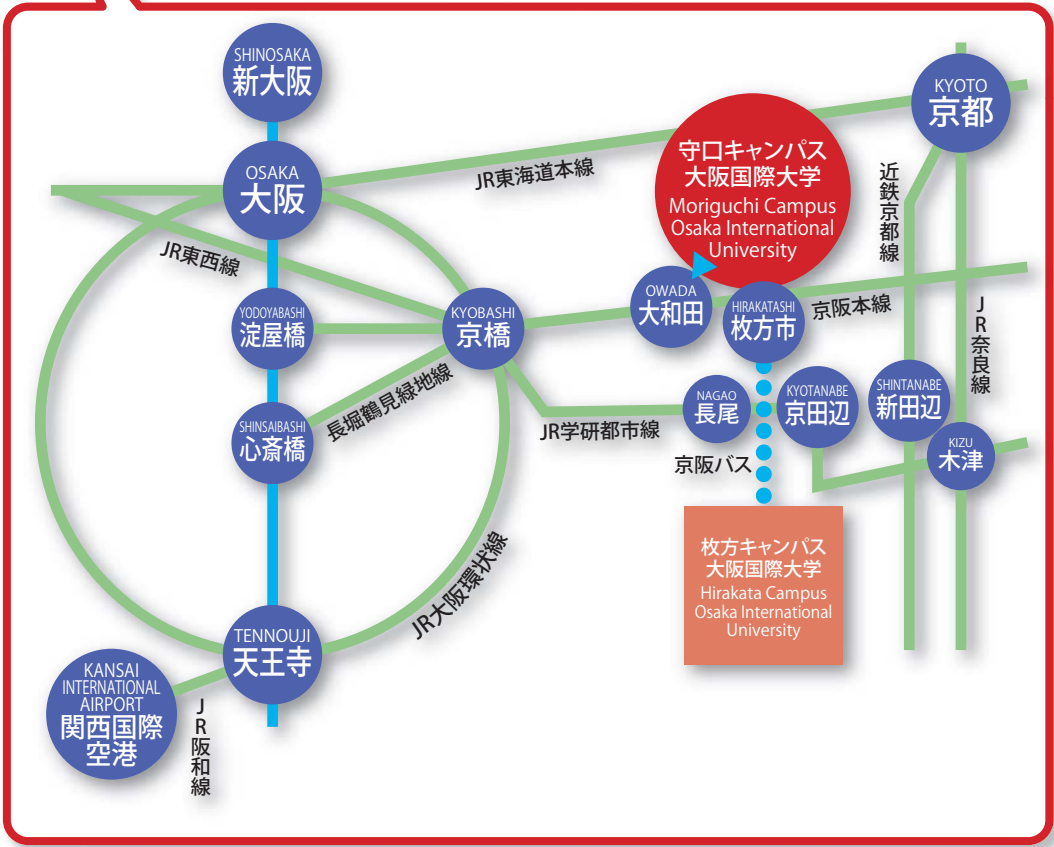 SHINOSAKA
新大阪
KYOTO
京都
OSAKA
大阪
JR東海道本線
守口キャンパス
大阪国際大学
Moriguchi Campus
Osaka International
University
近鉄京都線
JR東西線
YODOYABASHI
淀屋橋
KYOBASHI
京橋
OWADA
大和田
HIRAKATASHI
枚方市
京阪本線
JR奈良線
SHINSAIBASHI
心斎橋
長堀鶴見緑地線
JR学研都市線
NAGAO
長尾
KYOTANABE
京田辺
SHINTANABE
新田辺
KIZU
木津
京阪バス
枚方キャンパス
大阪国際大学
Hirakata Campus
Osaka International
University
JR大阪環状線
TENNOUJI
天王寺
KANSAI
INTERNATIONAL
AIRPORT
関西国際
空港
JR阪和線